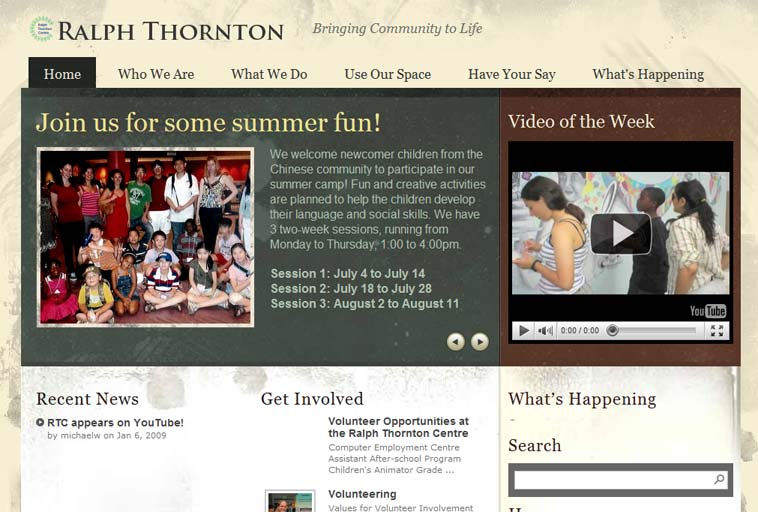 Ralph Thornton Centre
RALPH THORNTON
Bringing Community to Life
Home
Who We Are
What We Do
Use Our Space
Have Your Say
What's Happening
Join us for some summer fun!
We welcome newcomer children from the
Chinese community to participate in our
summer camp! Fun and creative activities
are planned to help the children develop
their language and social skills. We have
3 two-week sessions, running from
Monday to Thursday, 1:00 to 4:00pm.
Session 1: July 4 to July 14
Session 2: July 18 to July 28
Session 3: August 2 to August 11
Video of the Week
YouTube
0:00 / 0:00
Recent News
RTC appears on YouTube!
by michaelw on Jan 6, 2009
Get Involved
Volunteer Opportunities at
the Ralph Thornton Centre
Computer Employment Centre
Assistant After-school Program
Children's Animator Grade ...
Volunteering
Values for Volunteer Involvement
What's Happening
-
Search